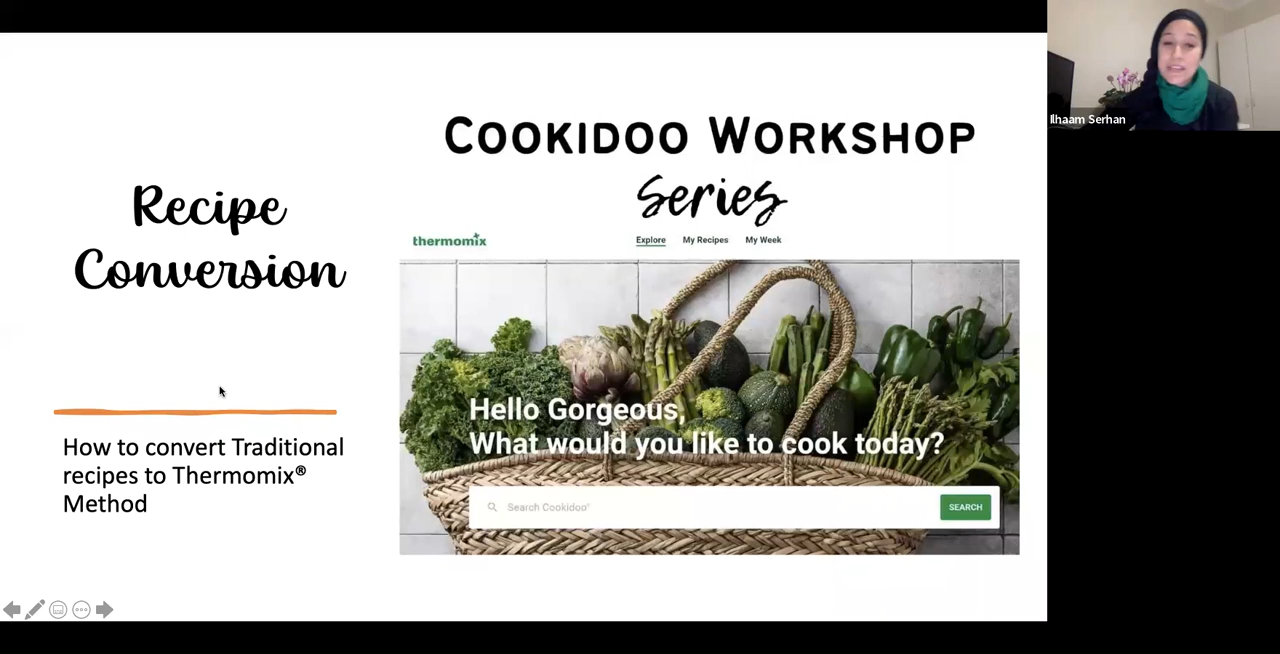 Recipe
Conversion
How to convert Traditional
recipes to Thermomix®
Method
COOKIDOO WORKSHOP
Series
thermomix
Explore My Recipes My Week
Hello Gorgeous,
What would you like to cook today?
Search Cookidoo®
SEARCH
Ilhaam Serhan